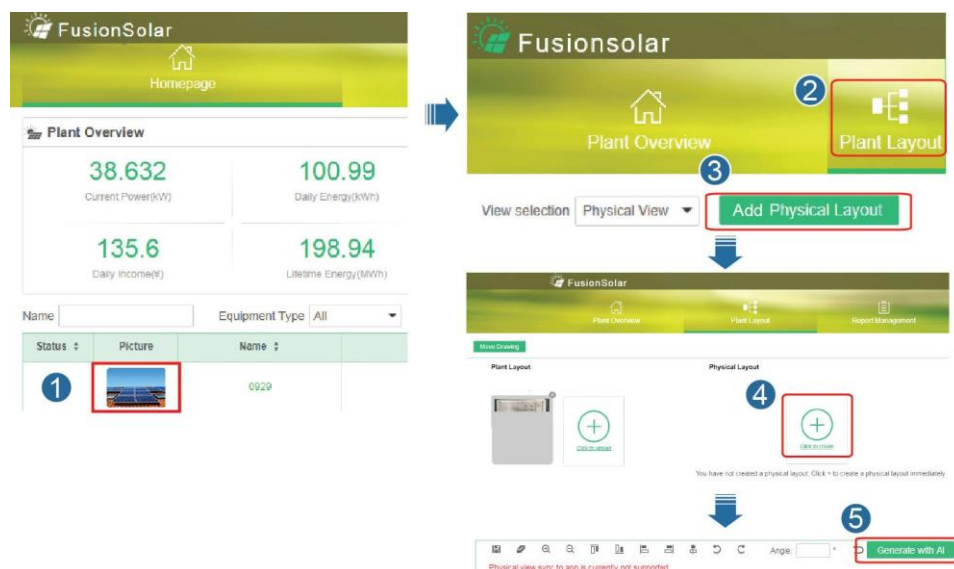 FusionSolar
Homepage
Plant Overview
38.632
Current Power(kW)
100.99
Daily Energy(kWh)
135.6
Daily Income(¥)
198.94
Lifetime Energy(MWh)
Name
Equipment Type All
Status Picture Name
1
0929
Fusionsolar
2
Plant Overview
Plant Layout
3
View selection Physical View Add Physical Layout
FusionSolar
Plant Overview Plant Layout Report Management
Move Drawing
Plant Layout Physical Layout
4
Click to upload
Click to create
You have not created a physical layout. Click + to create a physical layout immediately
5
Angle: ° Generate with AI
Physical view sync to app is currently not supported